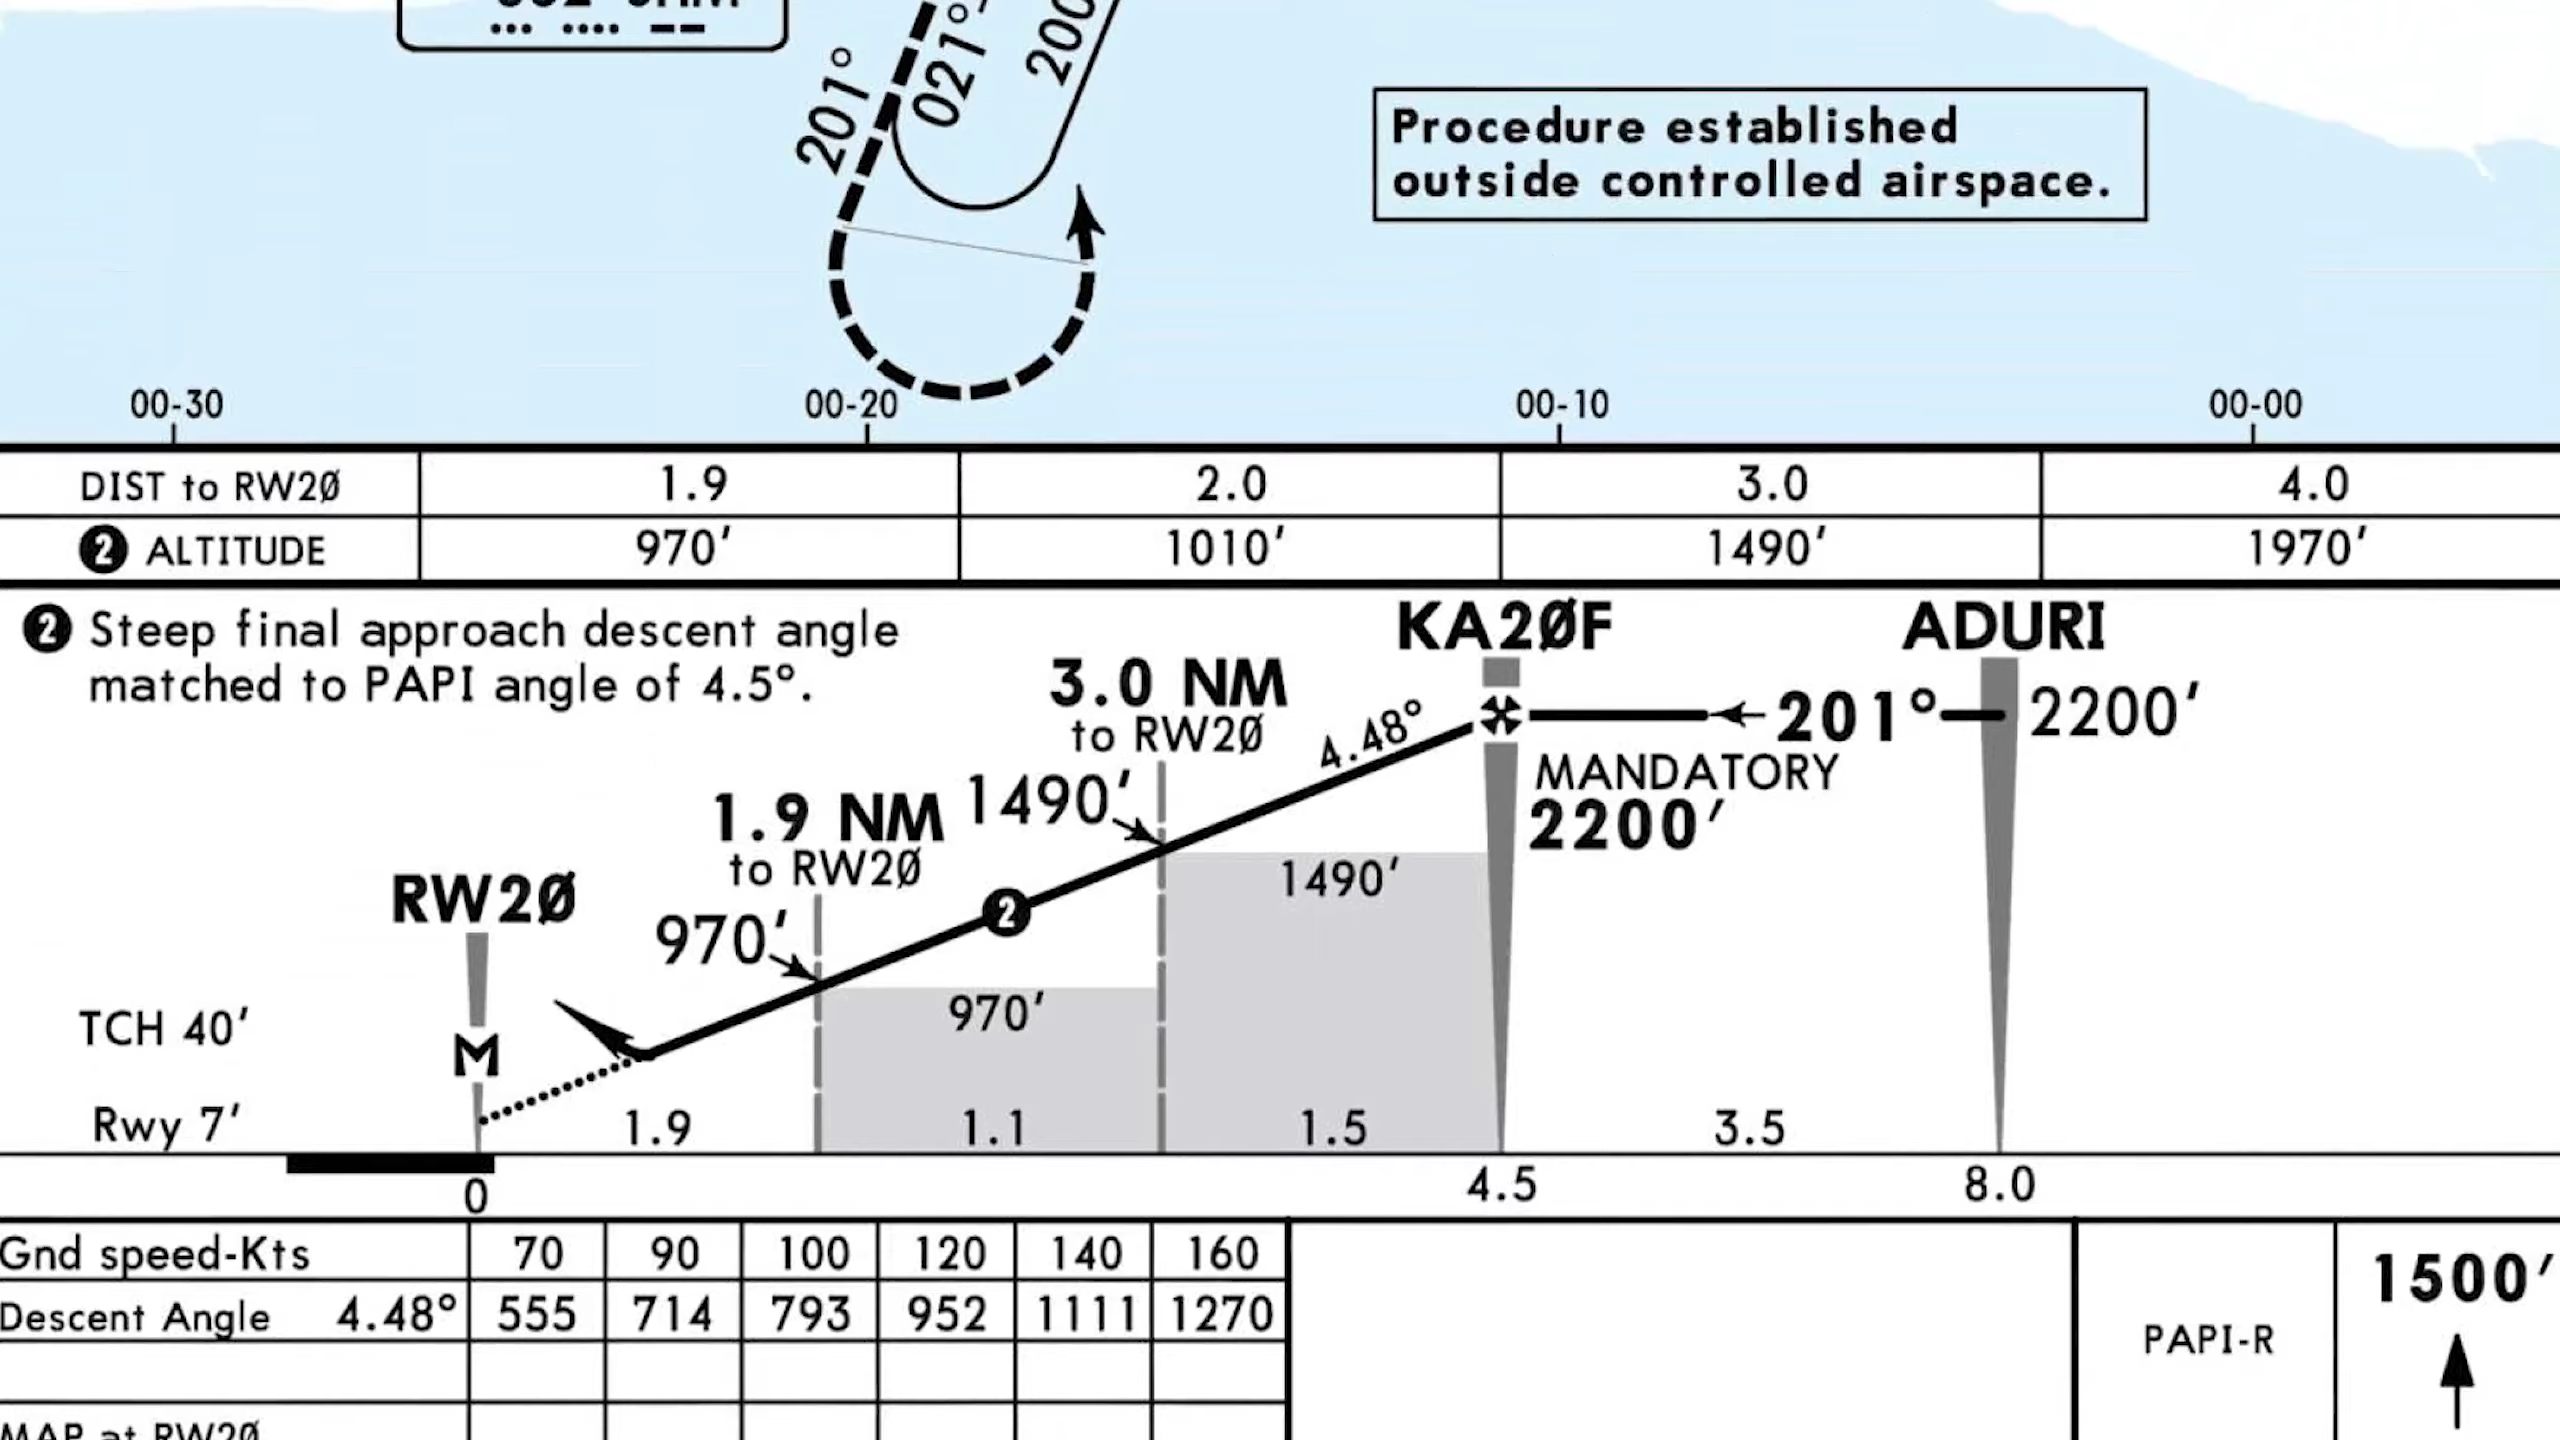 201°
021°
Procedure established
outside controlled airspace.
00-30 00-20 00-10 00-00
DIST to RW2Ø 1.9 2.0 3.0 4.0
2 ALTITUDE 970' 1010' 1490' 1970'
2 Steep final approach descent angle
matched to PAPI angle of 4.5°.
KA2ØF
ADURI
3.0 NM
to RW2Ø
4.48°
201°
2200'
MANDATORY
2200'
1490'
1.9 NM
to RW2Ø
1490'
RW2Ø
2
970'
970'
TCH 40'
M
Rwy 7'
1.9 1.1 1.5 3.5
0 4.5 8.0
Gnd speed-Kts 70 90 100 120 140 160
Descent Angle 4.48° 555 714 793 952 1111 1270
MAP at RW2Ø
PAPI-R
1500'